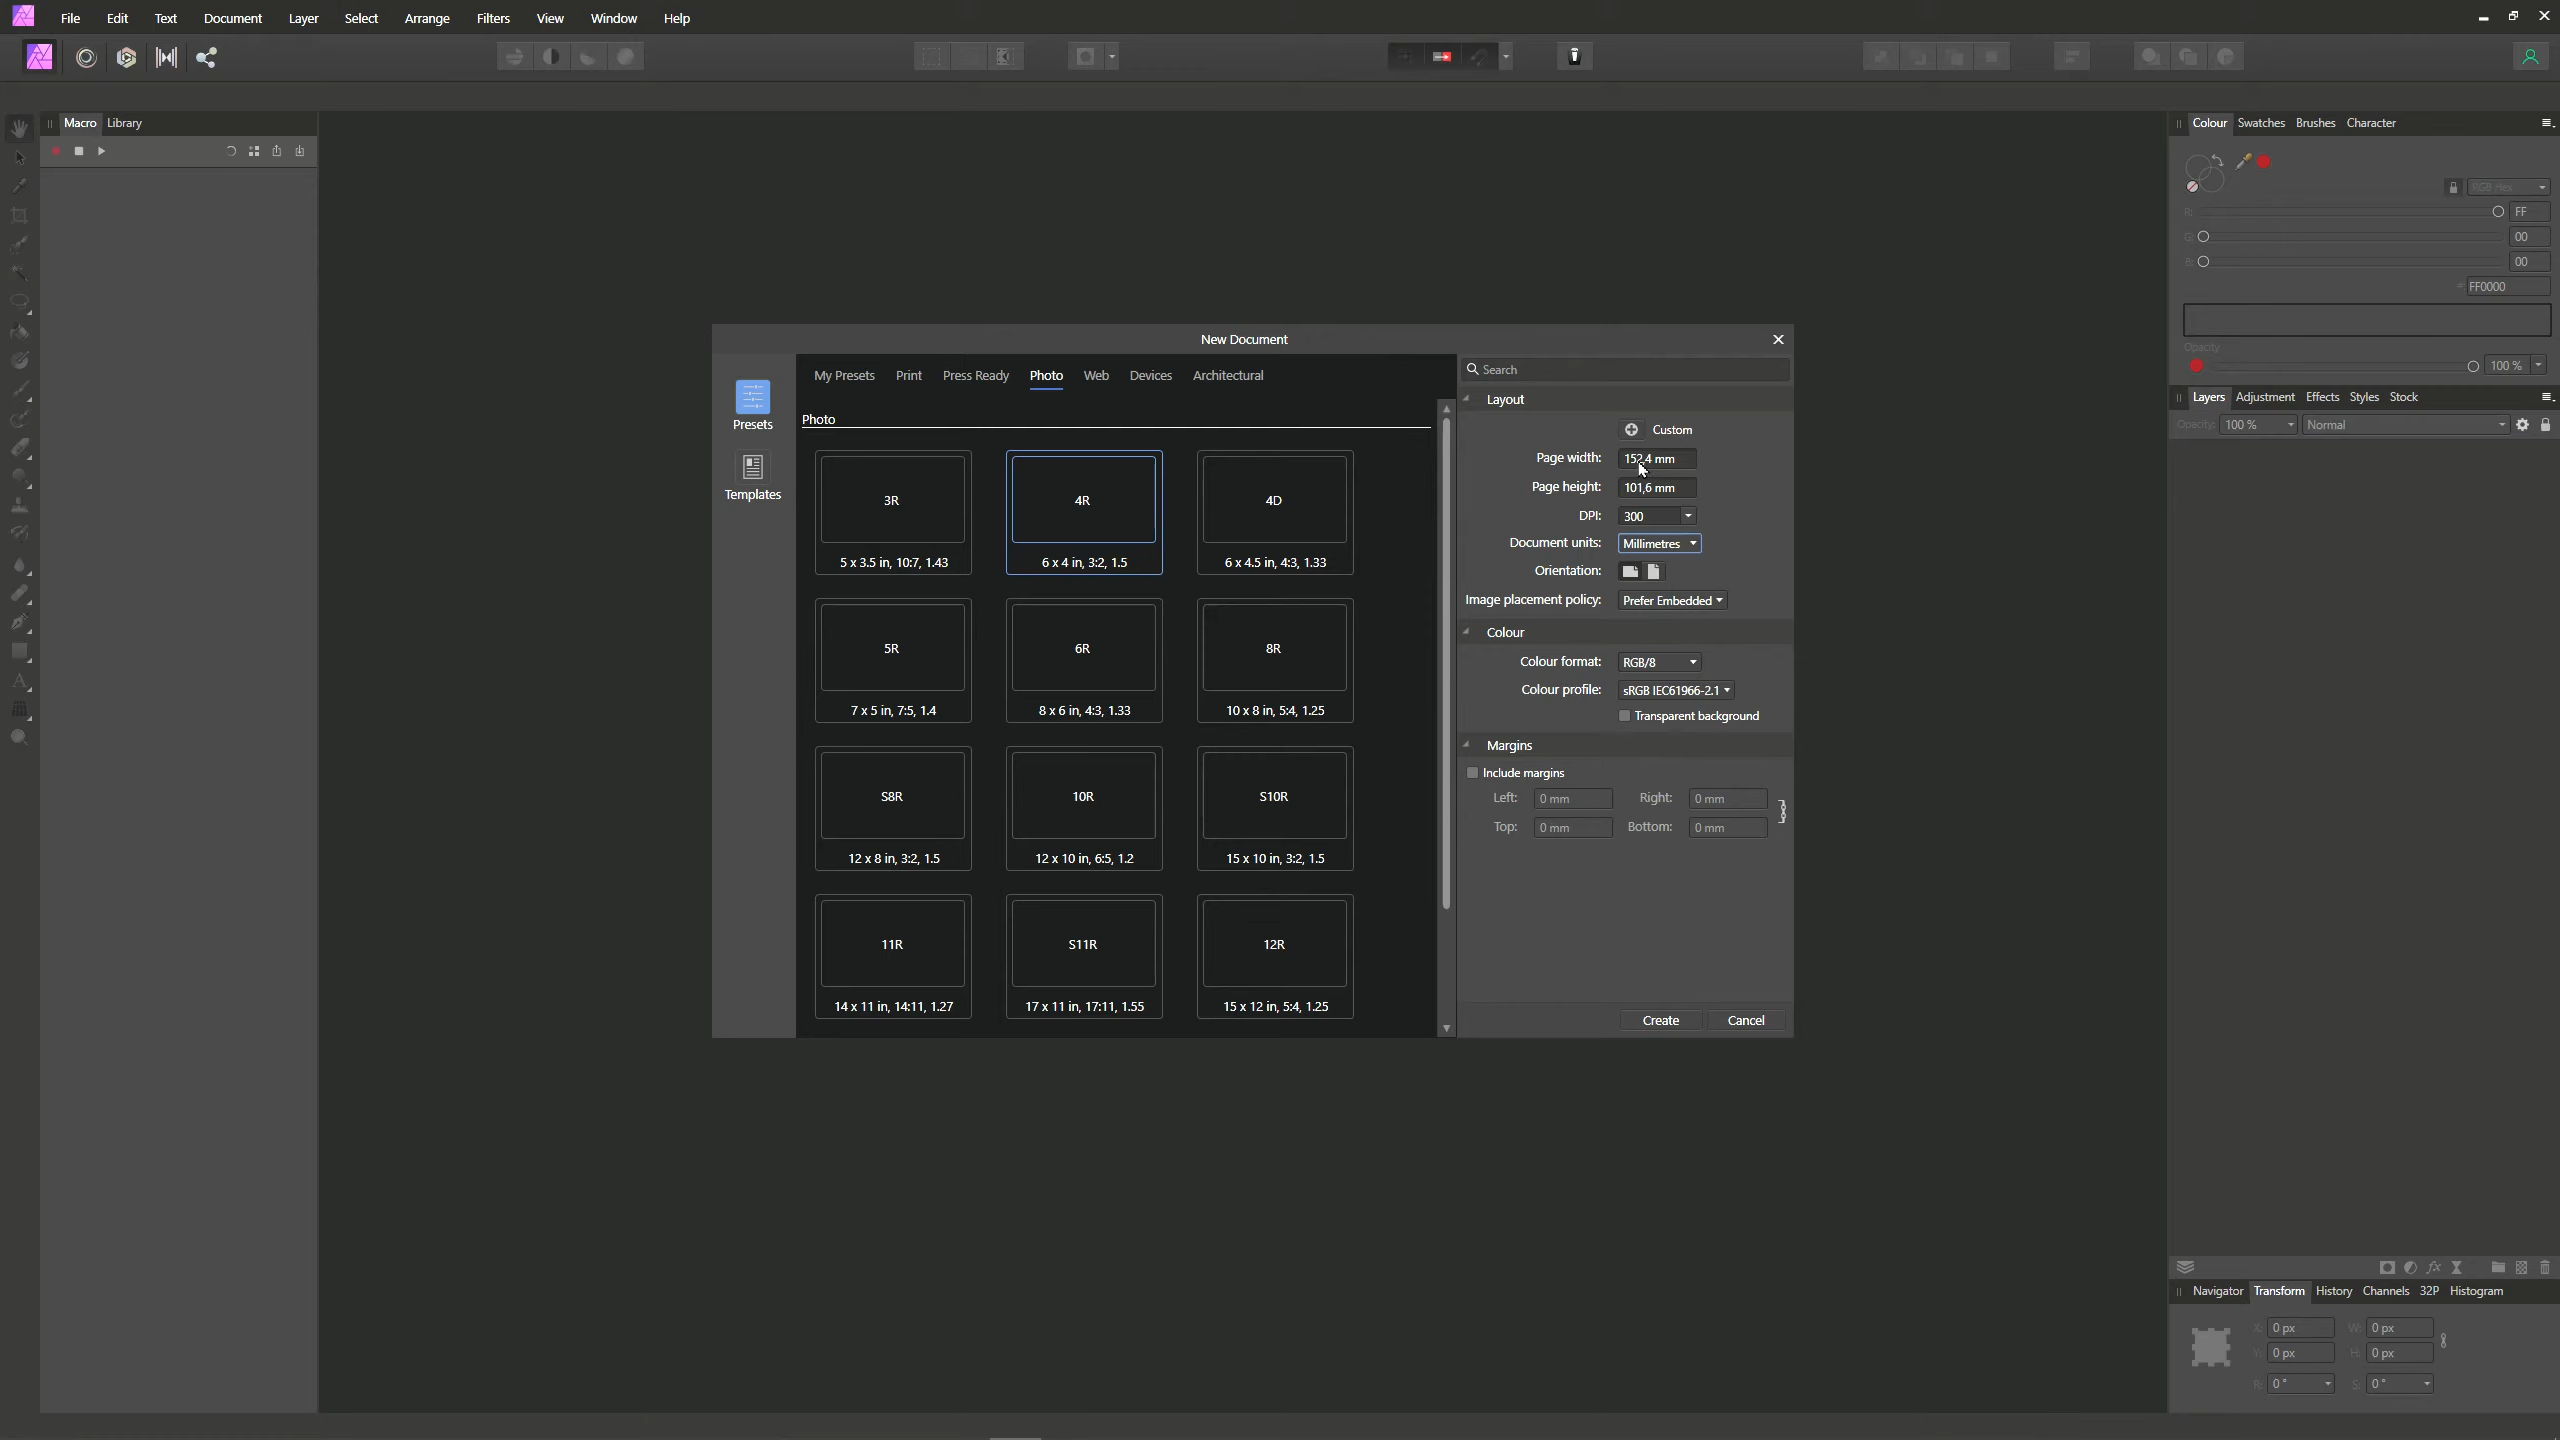 File Edit Text Document Layer Select Arrange Filters View Window Help
Macro Library
Colour Swatches Brushes Character
RGB Hex
R: FF
G: 00
B: 00
#: FF0000
Opacity
100 %
Layers Adjustment Effects Styles Stock
Opacity: 100 % Normal
New Document
Presets
Templates
My Presets Print Press Ready Photo Web Devices Architectural
Photo
3R
5 x 3.5 in, 10:7, 1.43
4R
6 x 4 in, 3:2, 1.5
4D
6 x 4.5 in, 4:3, 1.33
5R
7 x 5 in, 7:5, 1.4
6R
8 x 6 in, 4:3, 1.33
8R
10 x 8 in, 5:4, 1.25
S8R
12 x 8 in, 3:2, 1.5
10R
12 x 10 in, 6:5, 1.2
S10R
15 x 10 in, 3:2, 1.5
11R
14 x 11 in, 14:11, 1.27
S11R
17 x 11 in, 17:11, 1.55
12R
15 x 12 in, 5:4, 1.25
Search
Layout
Custom
Page width: 152,4 mm
Page height: 101,6 mm
DPI: 300
Document units: Millimetres
Orientation:
Image placement policy: Prefer Embedded
Colour
Colour format: RGB/8
Colour profile: sRGB IEC61966-2.1
Transparent background
Margins
Include margins
Left: 0 mm Right: 0 mm
Top: 0 mm Bottom: 0 mm
Create Cancel
fx
Navigator Transform History Channels 32P Histogram
X: 0 px W: 0 px
Y: 0 px H: 0 px
R: 0 ° S: 0 °